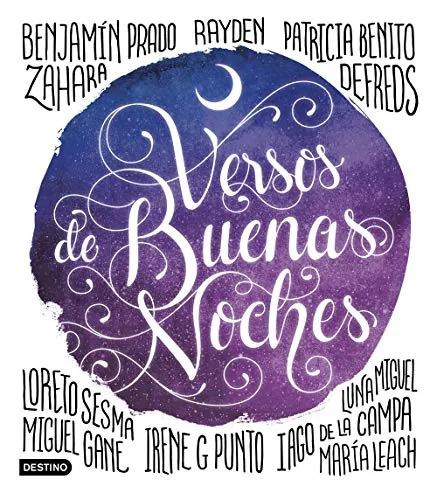 BENJAMÍN PRADO RAYDEN PATRICIA BENITO
ZAHARA DEFREDS
Versos
de Buenas
Noches
LORETO SESMA LUNA MIGUEL
MIGUEL GANE IRENE G PUNTO IAGO DE LA CAMPA
MARÍA LEACH
DESTINO